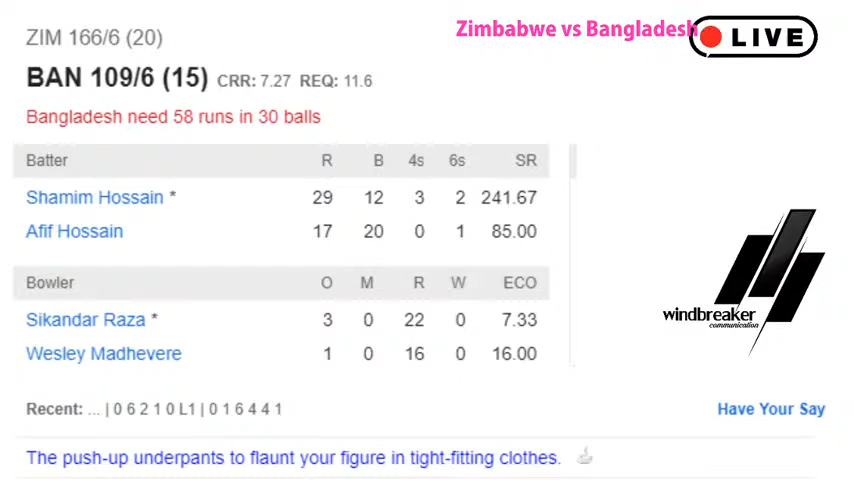 Zimbabwe vs Bangladesh
LIVE
ZIM 166/6 (20)
BAN 109/6 (15) CRR: 7.27 REQ: 11.6
Bangladesh need 58 runs in 30 balls
Batter R B 4s 6s SR
Shamim Hossain * 29 12 3 2 241.67
Afif Hossain 17 20 0 1 85.00
Bowler O M R W ECO
Sikandar Raza * 3 0 22 0 7.33
Wesley Madhevere 1 0 16 0 16.00
windbreaker
communication
Recent: ... | 0 6 2 1 0 L1 | 0 1 6 4 4 1
Have Your Say
The push-up underpants to flaunt your figure in tight-fitting clothes.